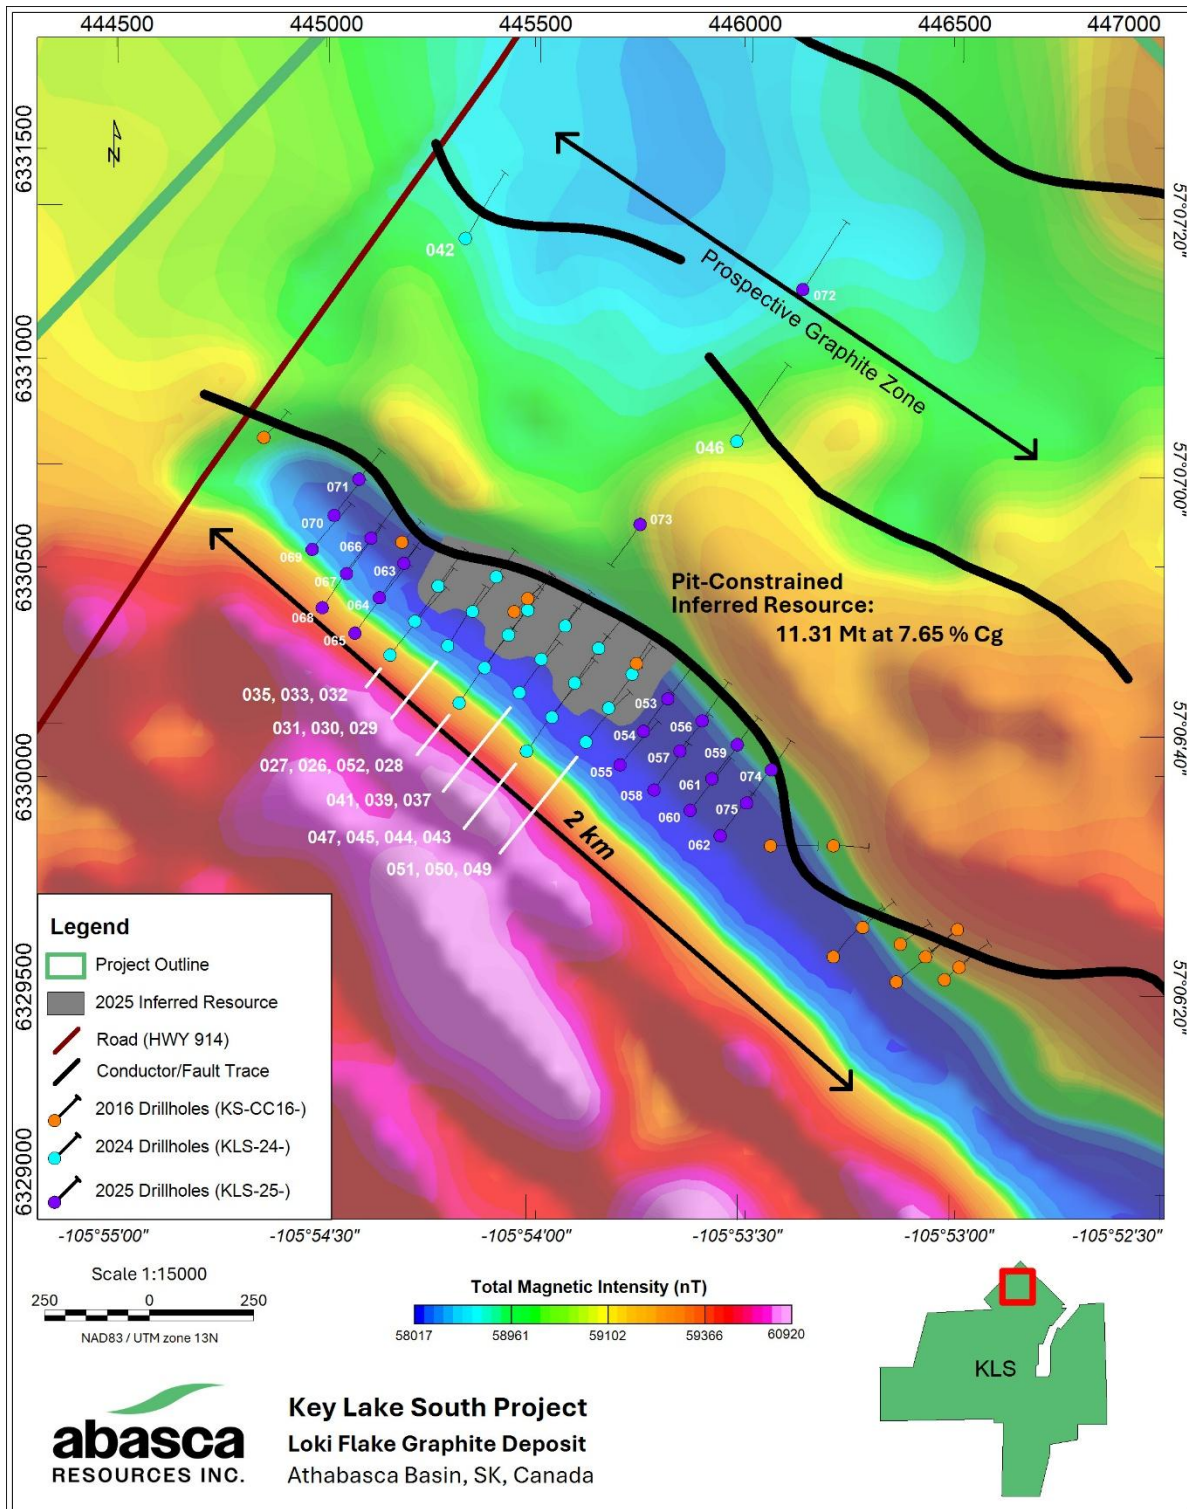 444500 445000 445500 446000 446500 447000
6331500
6331000
6330500
6330000
6329500
6329000
57°07'20"
57°07'00"
57°06'40"
57°06'20"
N
042
072
Prospective Graphite Zone
046
071
073
070
066
069
063
067
064
068
065
Pit-Constrained
Inferred Resource:
11.31 Mt at 7.65 % Cg
053
056
054
059
057
074
055
061
058
075
060
062
035, 033, 032
031, 030, 029
027, 026, 052, 028
041, 039, 037
047, 045, 044, 043
051, 050, 049
2 km
Legend
Project Outline
2025 Inferred Resource
Road (HWY 914)
Conductor/Fault Trace
2016 Drillholes (KS-CC16-)
2024 Drillholes (KLS-24-)
2025 Drillholes (KLS-25-)
-105°55'00" -105°54'30" -105°54'00" -105°53'30" -105°53'00" -105°52'30"
Scale 1:15000
250 0 250
NAD83 / UTM zone 13N
Total Magnetic Intensity (nT)
58017 58961 59102 59366 60920
KLS
abasca
RESOURCES INC.
Key Lake South Project
Loki Flake Graphite Deposit
Athabasca Basin, SK, Canada